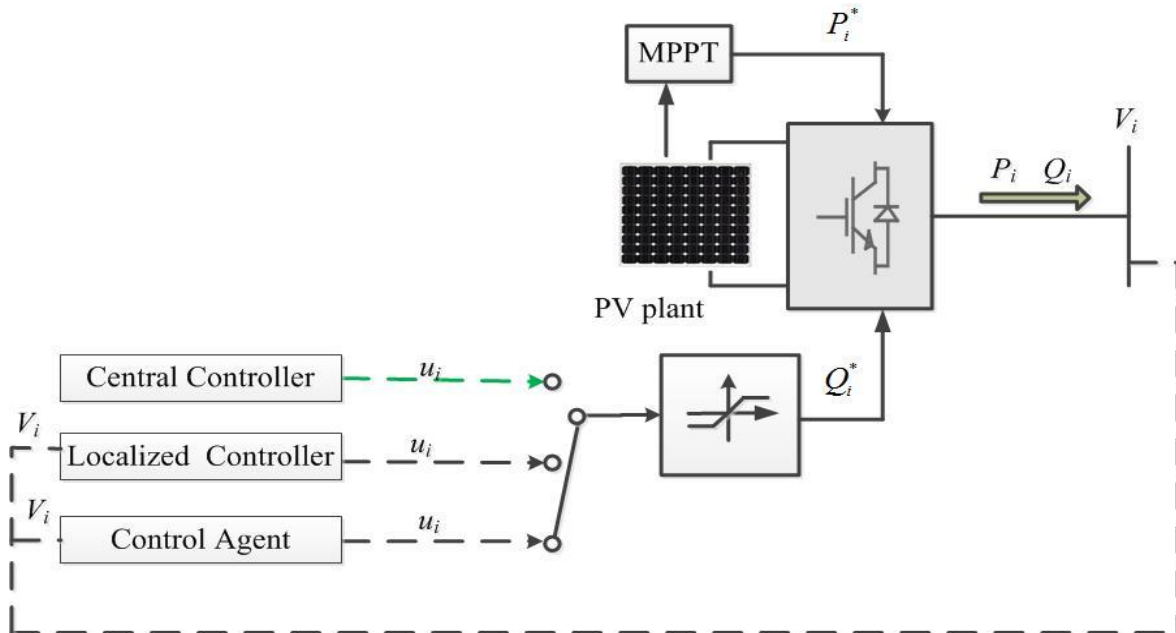 P_i^*
MPPT
V_i
P_i Q_i
PV plant
Central Controller
u_i
Q_i^*
V_i
Localized Controller
u_i
V_i
Control Agent
u_i